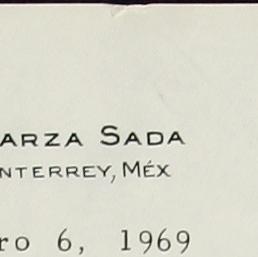 ARZA SADA
NTERREY, MÉX
ro 6, 1969